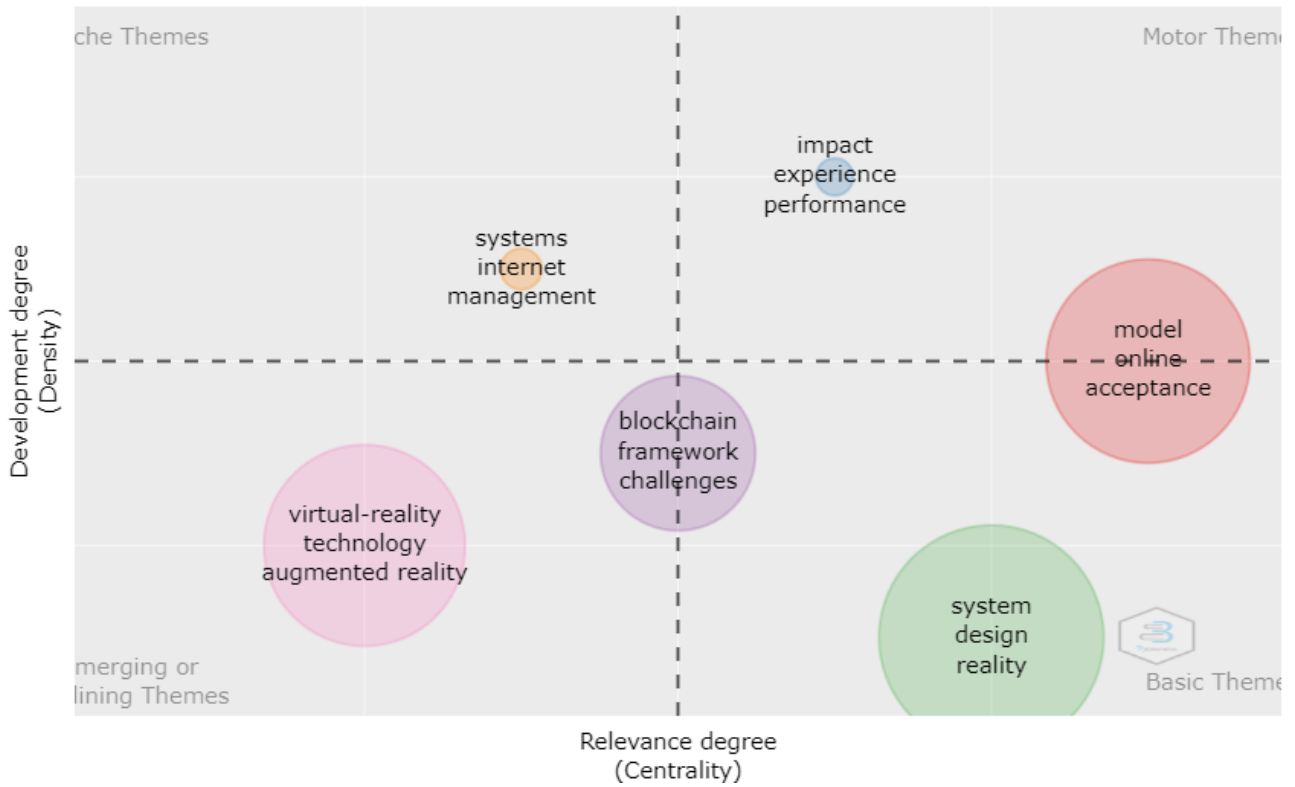 che Themes
Motor Theme
impact
experience
performance
systems
internet
management
model
online
acceptance
blockchain
framework
challenges
virtual-reality
technology
augmented reality
system
design
reality
merging or
lining Themes
Basic Theme
Development degree
(Density)
Relevance degree
(Centrality)